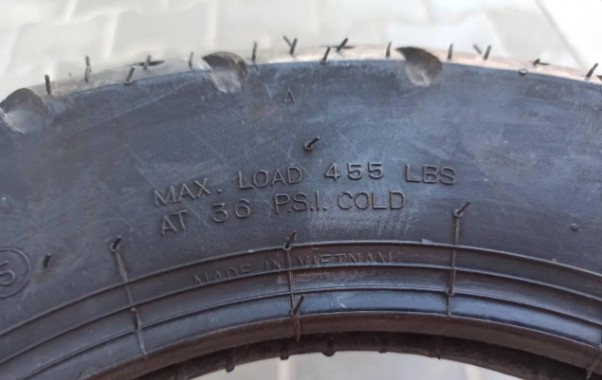 MAX. LOAD 455 LBS
AT 36 P.S.I. COLD
MADE IN VIETNAM